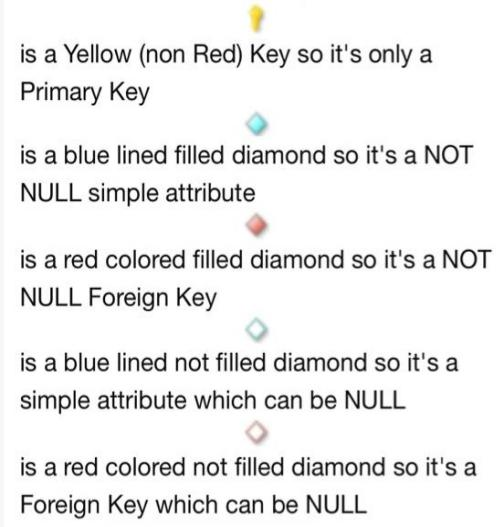 is a Yellow (non Red) Key so it's only a
Primary Key
is a blue lined filled diamond so it's a NOT
NULL simple attribute
is a red colored filled diamond so it's a NOT
NULL Foreign Key
is a blue lined not filled diamond so it's a
simple attribute which can be NULL
is a red colored not filled diamond so it's a
Foreign Key which can be NULL